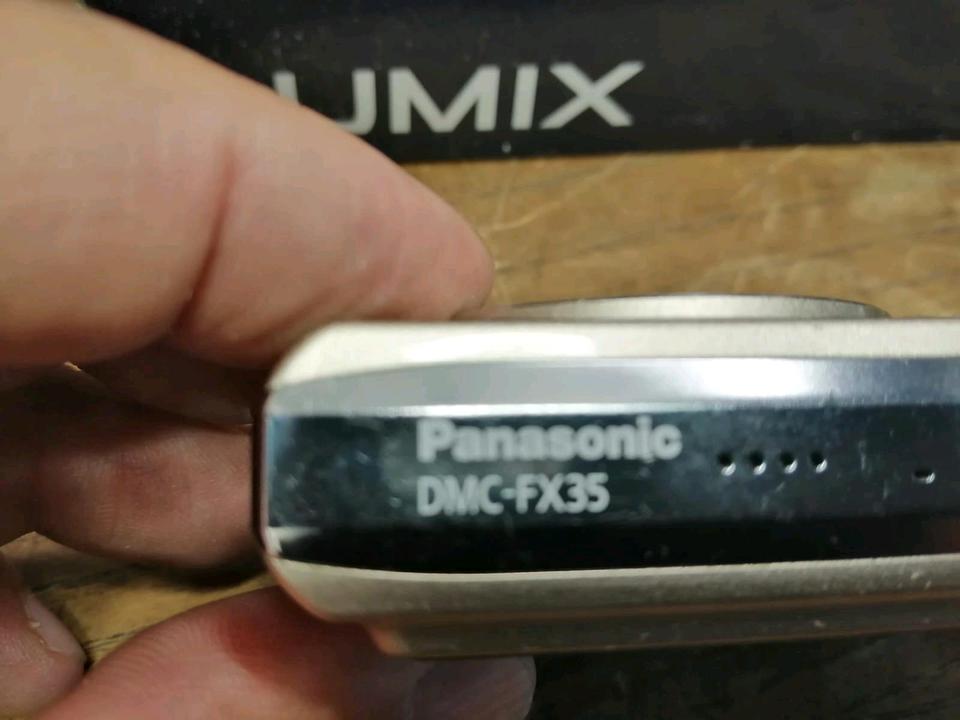 UMIX
Panasonic
DMC-FX35